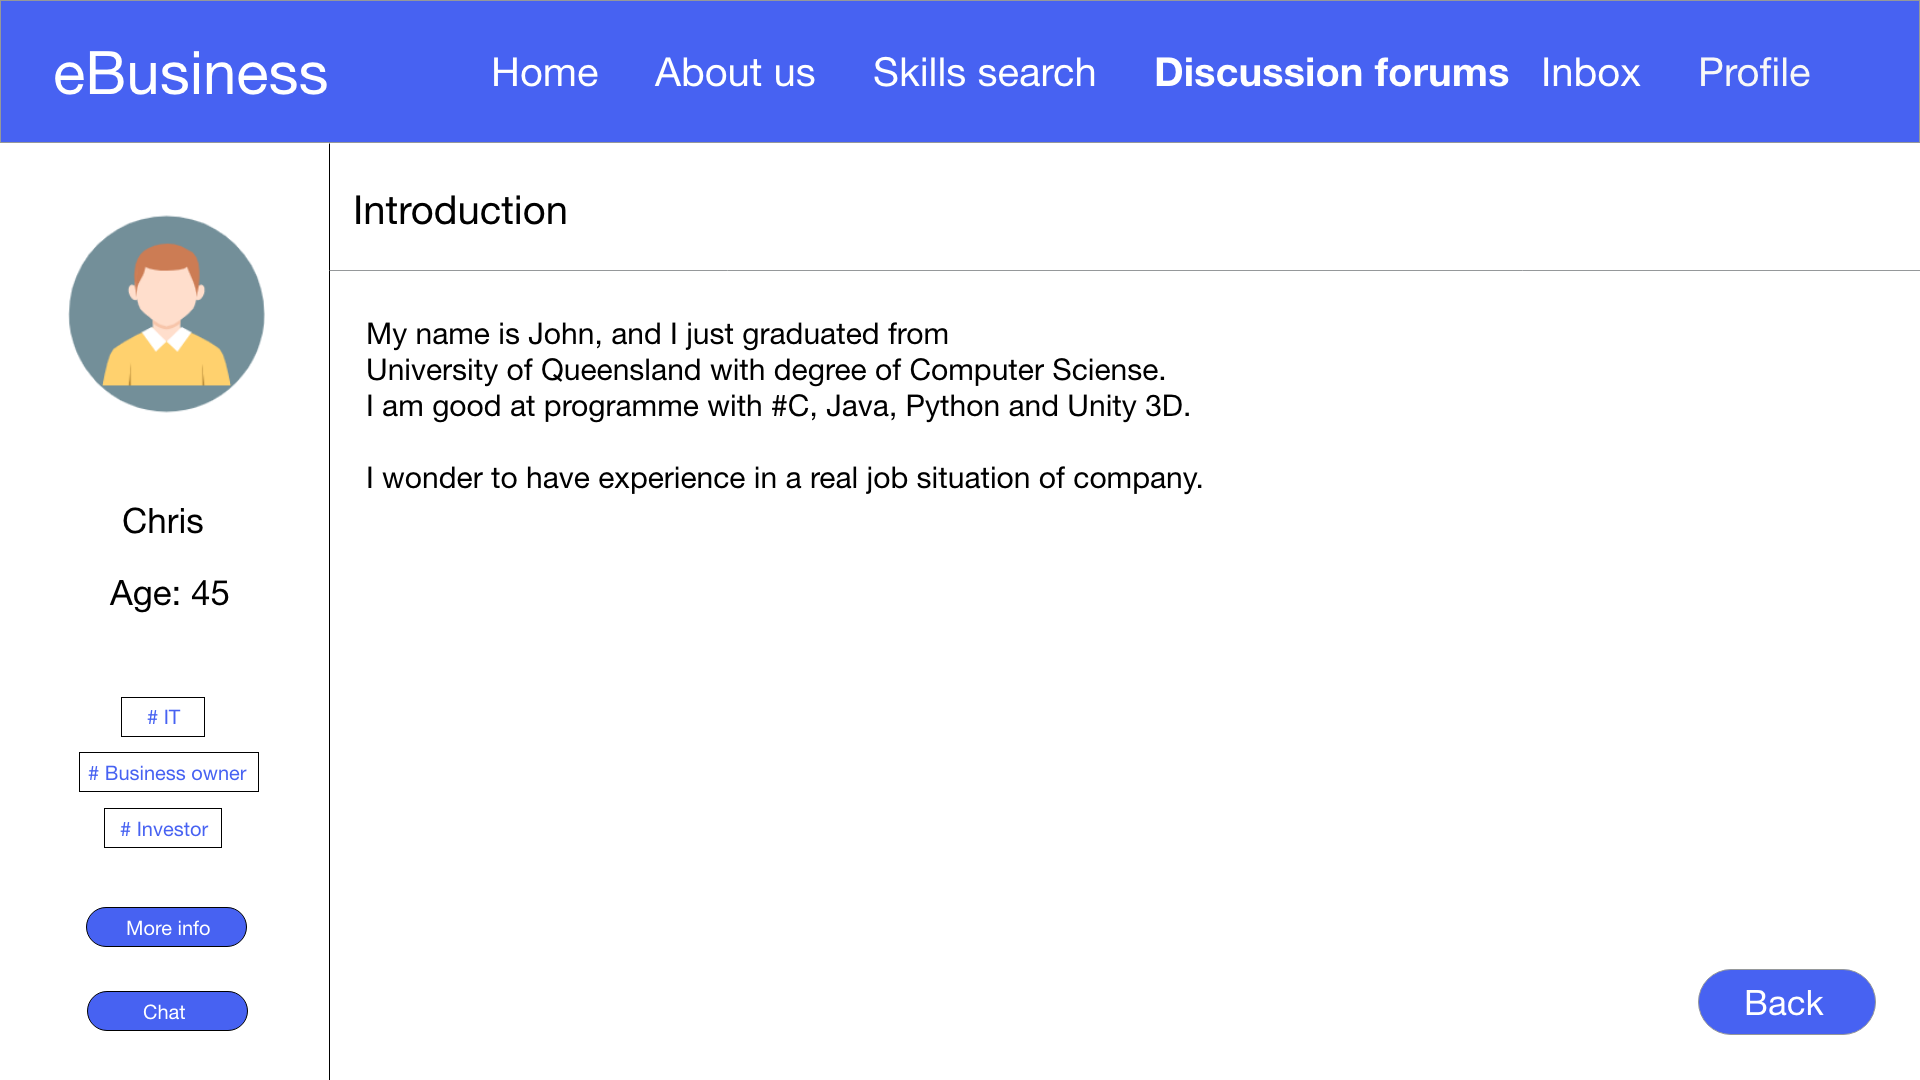 eBusiness
Home About us Skills search Discussion forums Inbox Profile
Introduction
My name is John, and I just graduated from
University of Queensland with degree of Computer Sciense.
I am good at programme with #C, Java, Python and Unity 3D.
I wonder to have experience in a real job situation of company.
Chris
Age: 45
# IT
# Business owner
# Investor
More info
Chat
Back